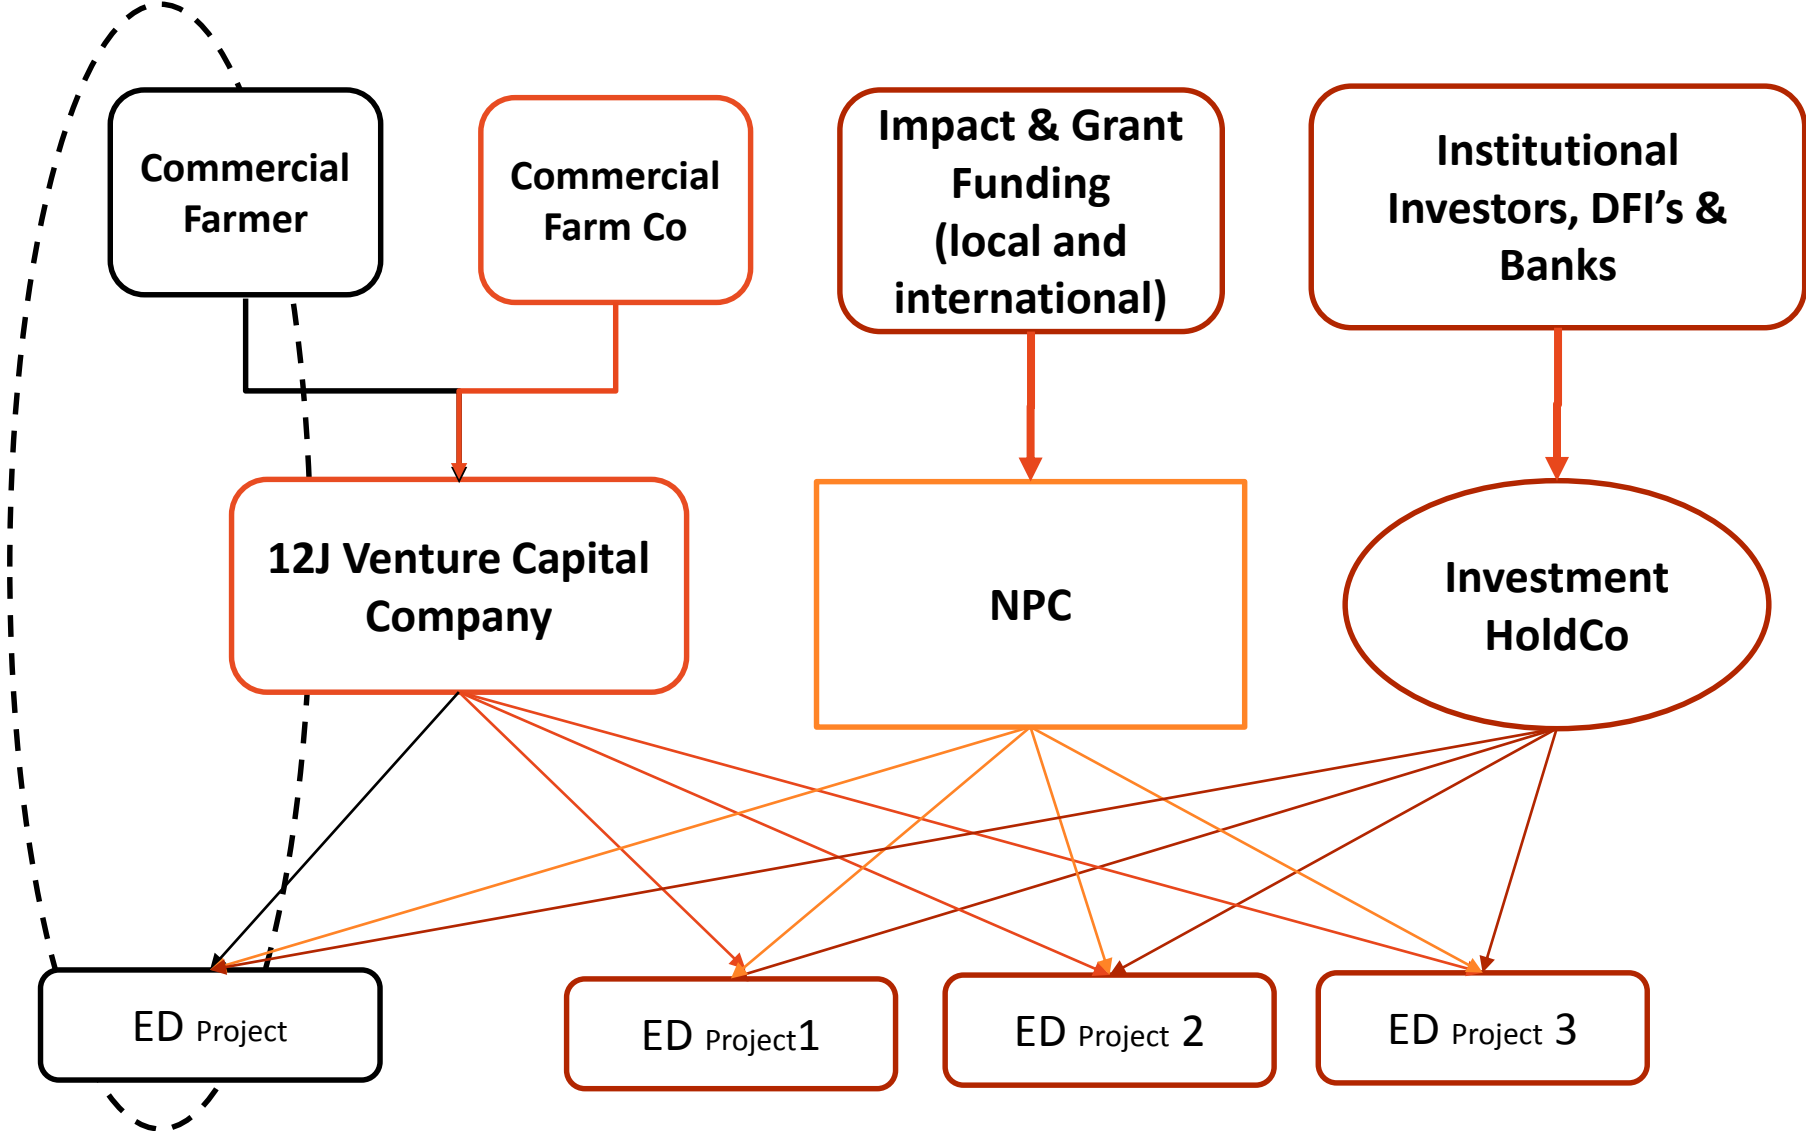 Commercial
Farmer
Commercial
Farm Co
Impact & Grant
Funding
(local and
international)
Institutional
Investors, DFI's &
Banks
12J Venture Capital
Company
NPC
Investment
HoldCo
ED Project
ED Project1
ED Project 2
ED Project 3